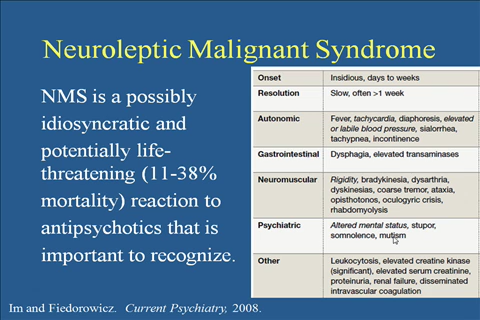 Neuroleptic Malignant Syndrome
NMS is a possibly
idiosyncratic and
potentially life-
threatening (11-38%
mortality) reaction to
antipsychotics that is
important to recognize.
Onset Insidious, days to weeks
Resolution Slow, often >1 week
Autonomic Fever, tachycardia, diaphoresis, elevated
or labile blood pressure, sialorrhea,
tachypnea, incontinence
Gastrointestinal Dysphagia, elevated transaminases
Neuromuscular Rigidity, bradykinesia, dysarthria,
dyskinesias, coarse tremor, ataxia,
opisthotonos, oculogyric crisis,
rhabdomyolysis
Psychiatric Altered mental status, stupor,
somnolence, mutism
Other Leukocytosis, elevated creatine kinase
(significant), elevated serum creatinine,
proteinuria, renal failure, disseminated
intravascular coagulation
Im and Fiedorowicz. Current Psychiatry, 2008.